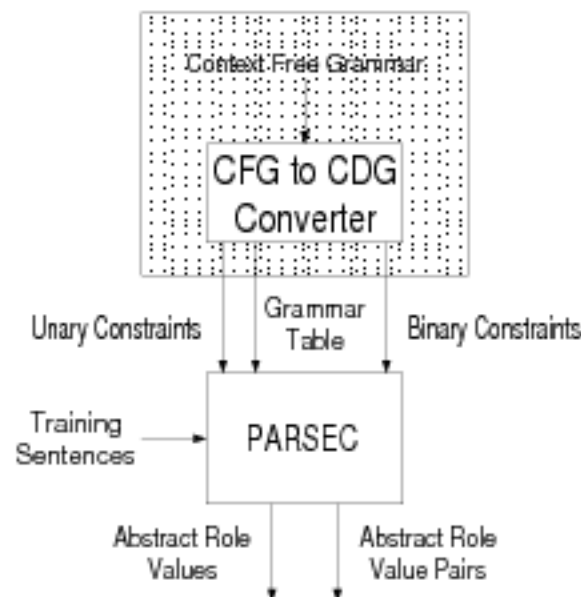 Context Free Grammar
CFG to CDG
Converter
Unary Constraints
Grammar
Table
Binary Constraints
Training
Sentences
PARSEC
Abstract Role
Values
Abstract Role
Value Pairs